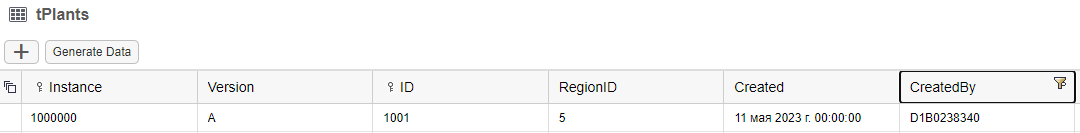 tPlants
+ Generate Data
Instance Version ID RegionID Created CreatedBy
1000000 A 1001 5 11 мая 2023 г. 00:00:00 D1B0238340